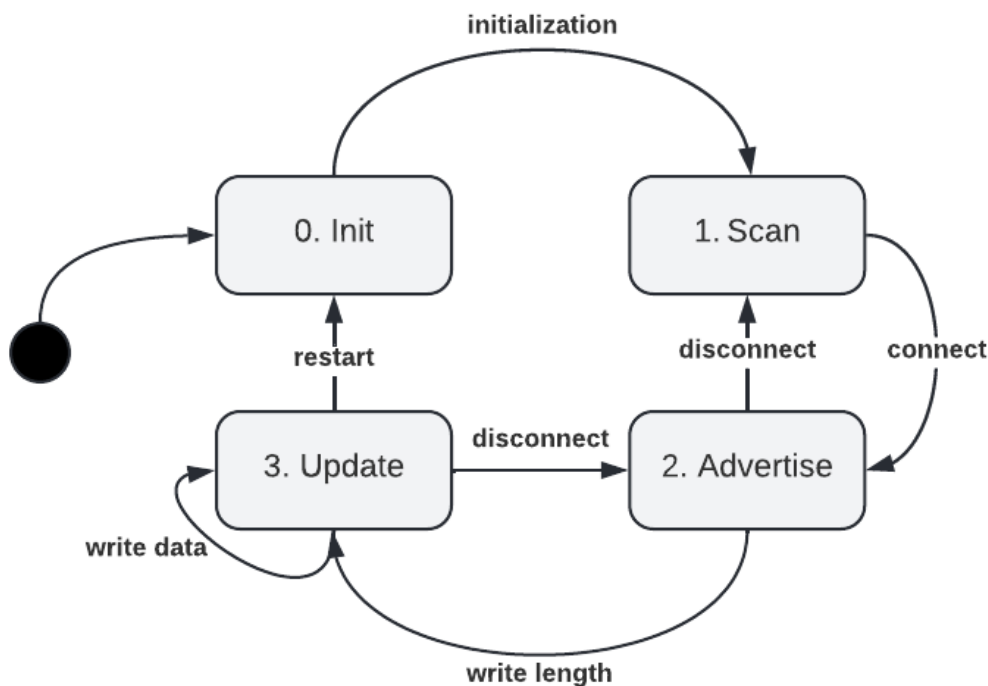 initialization
0. Init
1. Scan
restart
disconnect
connect
disconnect
3. Update
2. Advertise
write data
write length